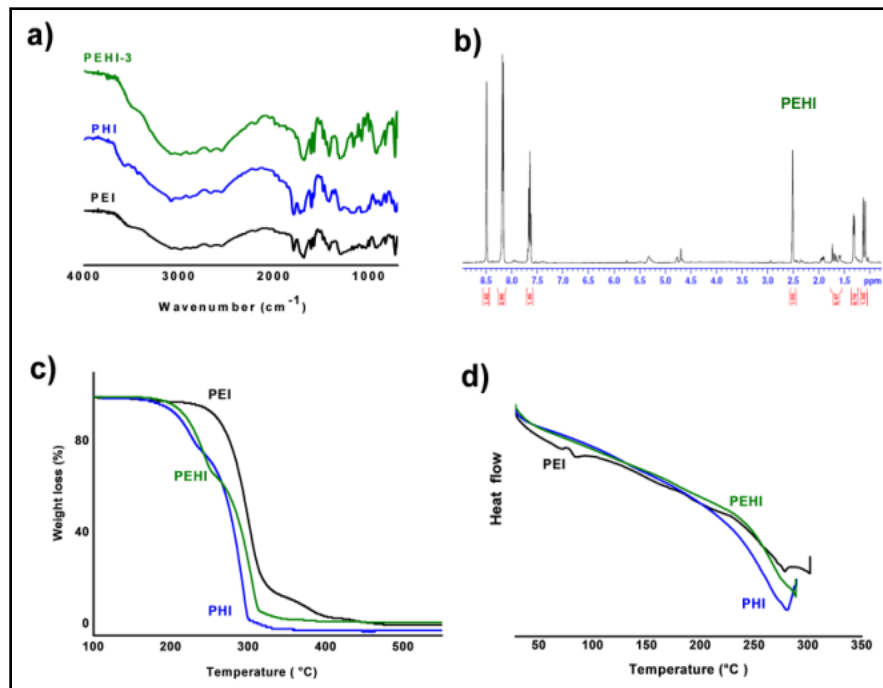 a)
PEHI-3
PHI
PEI
4000 3000 2000 1000
Wavenumber (cm-1)
b)
PEHI
8.5 8.0 7.5 7.0 6.5 6.0 5.5 5.0 4.5 4.0 3.5 3.0 2.5 2.0 1.5 ppm
c)
PEI
PEHI
PHI
80
40
0
Weight loss (%)
100 200 300 400 500
Temperature ( °C)
d)
PEI
PEHI
PHI
Heat flow
50 100 150 200 250 300 350
Temperature (°C)